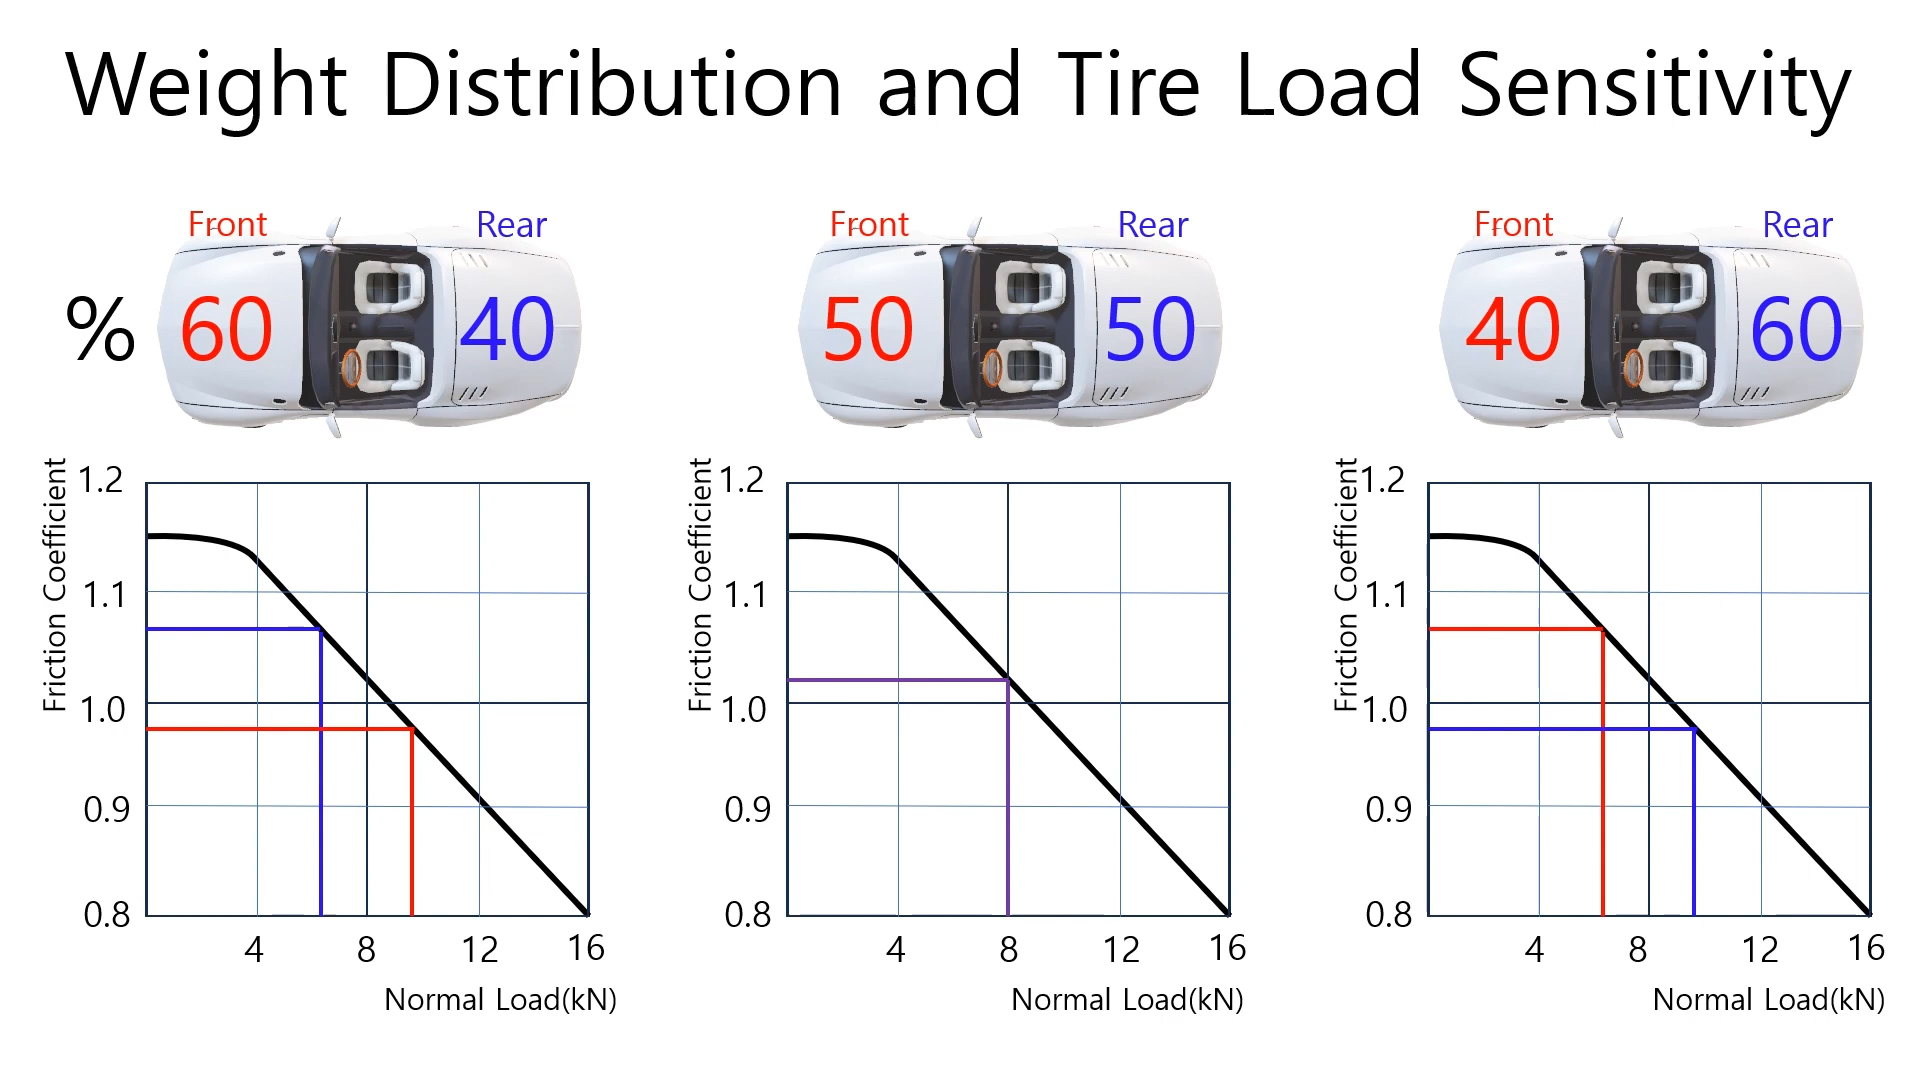 Weight Distribution and Tire Load Sensitivity
Front Rear
Front Rear
Front Rear
% 60 40
50 50
40 60
Friction Coefficient
1.2
1.1
1.0
0.9
0.8
4 8 12 16
Normal Load(kN)
Friction Coefficient
1.2
1.1
1.0
0.9
0.8
4 8 12 16
Normal Load(kN)
Friction Coefficient
1.2
1.1
1.0
0.9
0.8
4 8 12 16
Normal Load(kN)